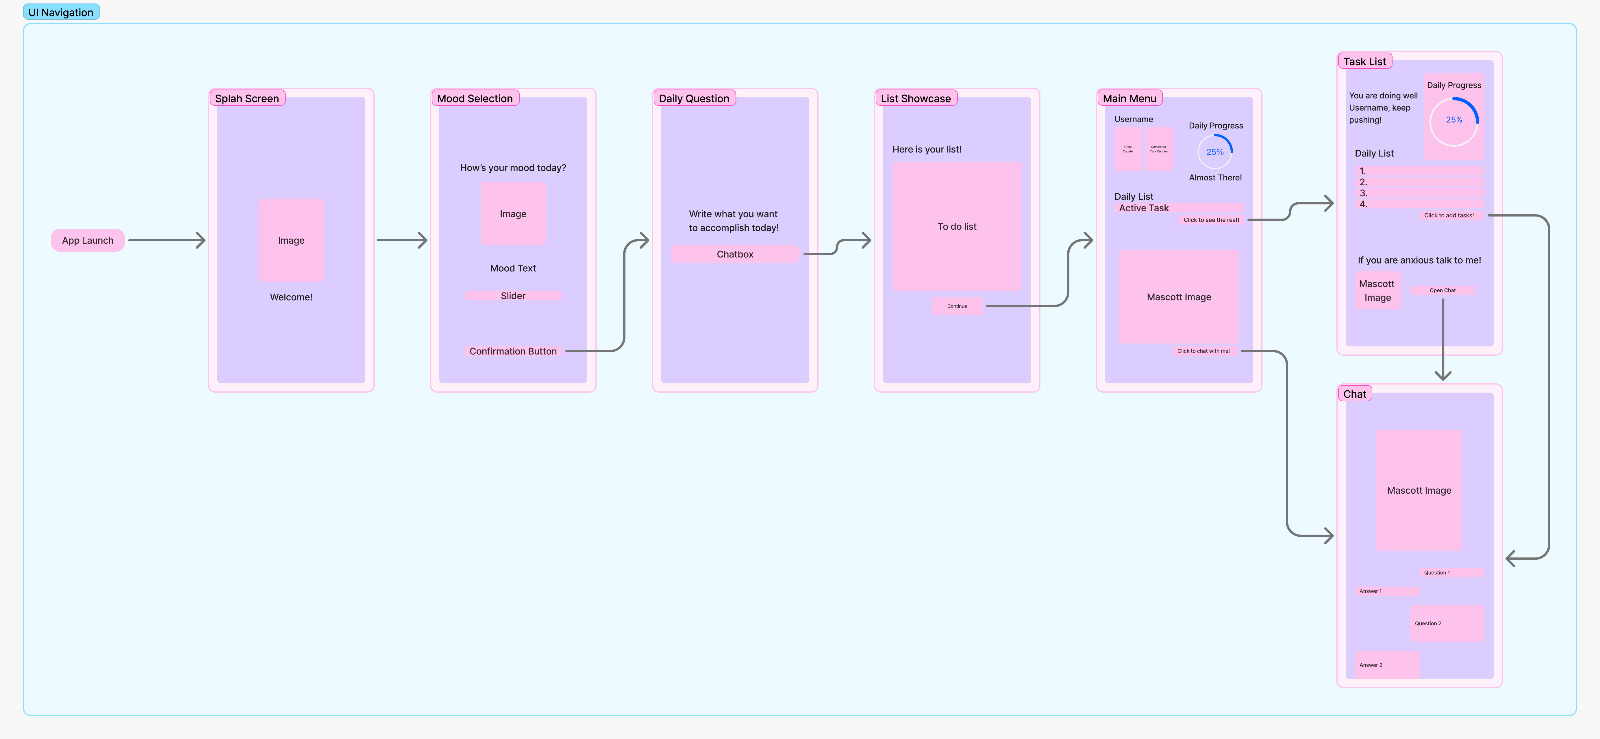 UI Navigation
App Launch
Splah Screen
Image
Welcome!
Mood Selection
How's your mood today?
Image
Mood Text
Slider
Confirmation Button
Daily Question
Write what you want
to accomplish today!
Chatbox
List Showcase
Here is your list!
To do list
Continue
Main Menu
Username
Daily Progress
25%
Almost There!
Daily List
Active Task
Click to see the rest!
Mascott Image
Click to chat with me!
Task List
You are doing well
Username, keep
pushing!
Daily Progress
25%
Daily List
1.
2.
3.
4.
Click to add tasks!
If you are anxious talk to me!
Mascott
Image
Open Chat
Chat
Mascott Image
Question 1
Answer 1
Question 2
Answer 2